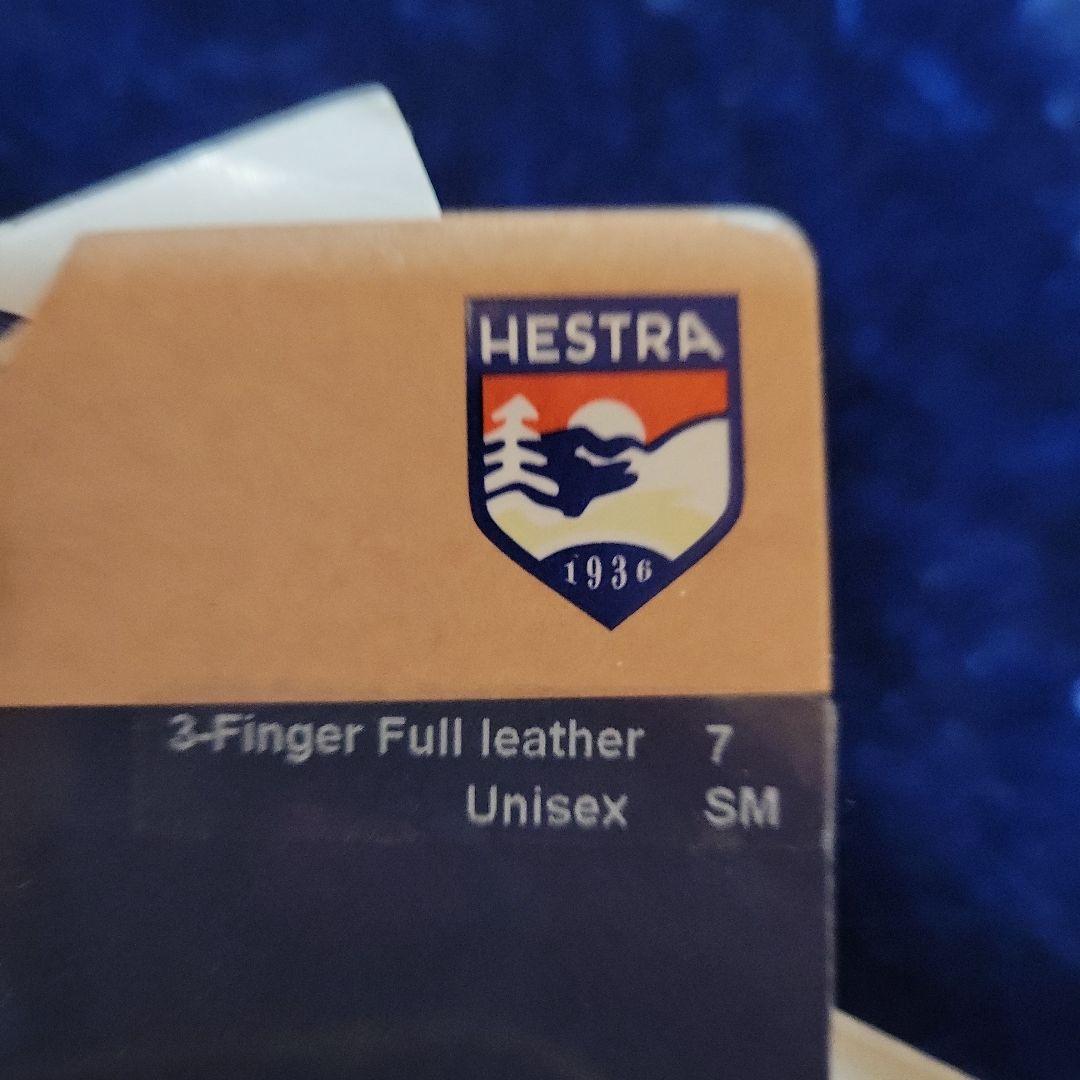 HESTRA
1936
3-Finger Full leather 7
Unisex SM